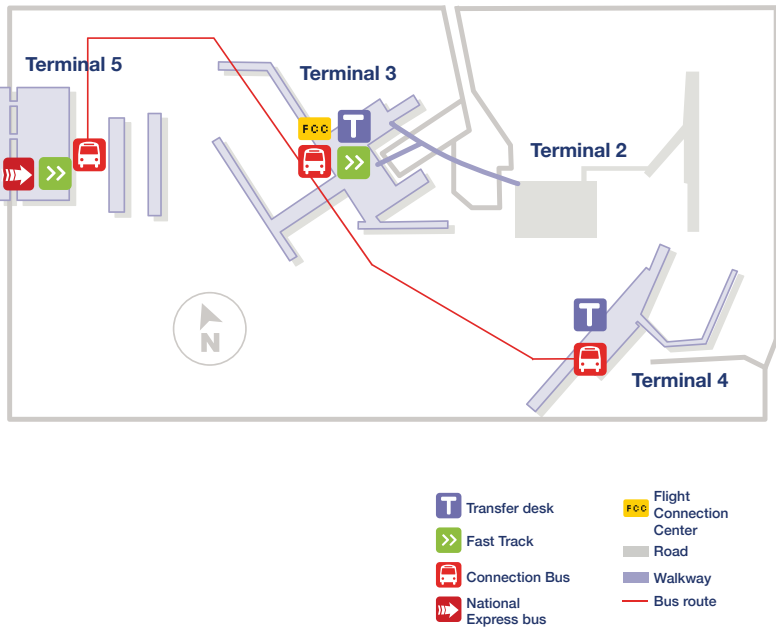 Terminal 5
Terminal 3
FCC
T
Terminal 2
N
T
Terminal 4
T Transfer desk
Fast Track
Connection Bus
National
Express bus
FCC Flight
Connection
Center
Road
Walkway
Bus route